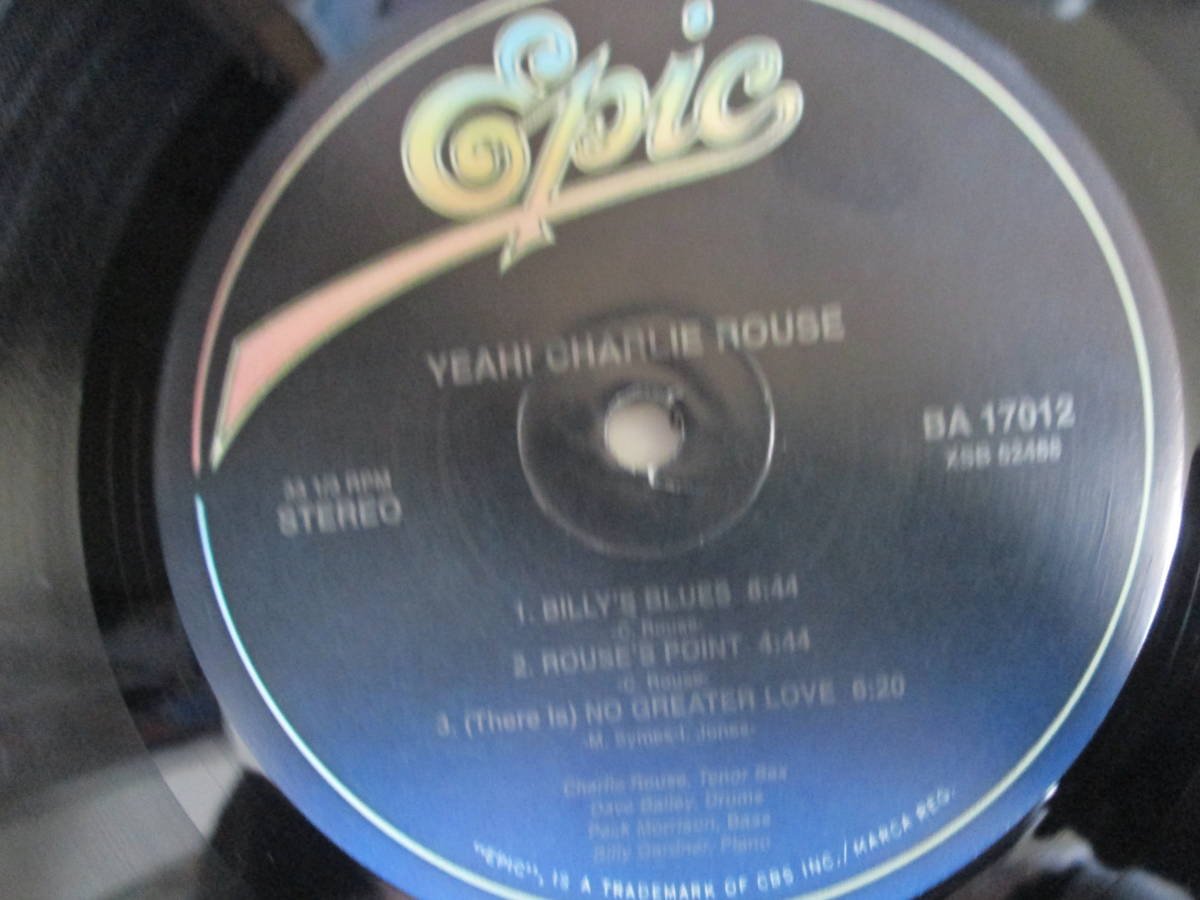 Epic
YEAH! CHARLIE ROUSE
BA 17012
XSB 52466
33 1/3 RPM
STEREO
1. BILLY'S BLUES 6:44
-C. Rouse-
2. ROUSE'S POINT 4:44
-C. Rouse-
3. (There Is) NO GREATER LOVE 6:20
-M. Symes-I. Jones-
Charlie Rouse, Tenor Sax
Dave Bailey, Drums
Peck Morrison, Bass
Billy Gardner, Piano
"EPIC", IS A TRADEMARK OF CBS INC./MARCA REG.